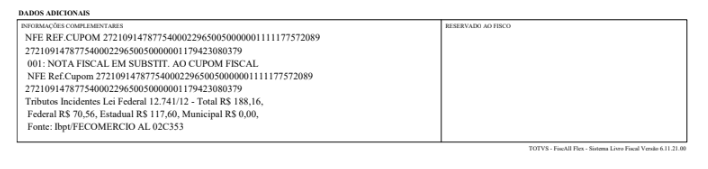 DADOS ADICIONAIS
INFORMAÇÕES COMPLEMENTARES
RESERVADO AO FISCO
NFE REF.CUPOM 27210914787754000229650050000001111177572089
27210914787754000229650050000001179423080379
001: NOTA FISCAL EM SUBSTIT. AO CUPOM FISCAL
NFE Ref.Cupom 27210914787754000229650050000001111177572089
27210914787754000229650050000001179423080379
Tributos Incidentes Lei Federal 12.741/12 - Total R$ 188,16,
Federal R$ 70,56, Estadual R$ 117,60, Municipal R$ 0,00,
Fonte: Ibpt/FECOMERCIO AL 02C353
TOTVS - FiscAll Flex - Sistema Livro Fiscal Versão 6.11.21.00